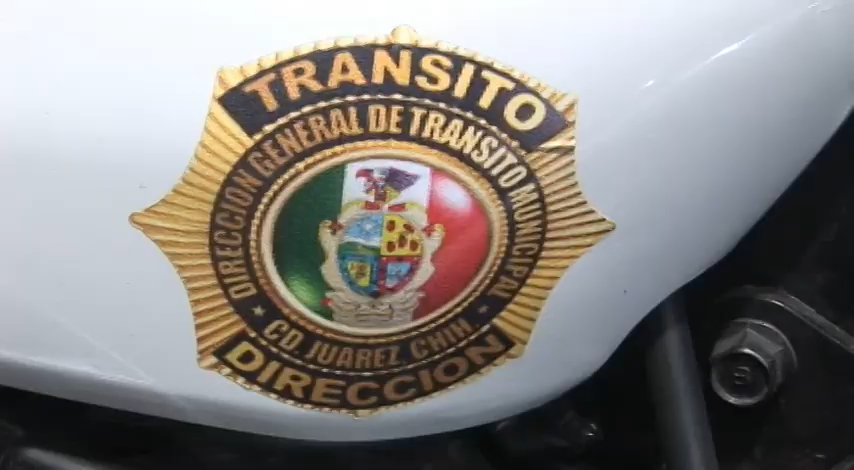 TRANSITO
DIRECCION GENERAL DE TRANSITO MUNICIPAL
CD JUAREZ, CHIH.
DIRECCION